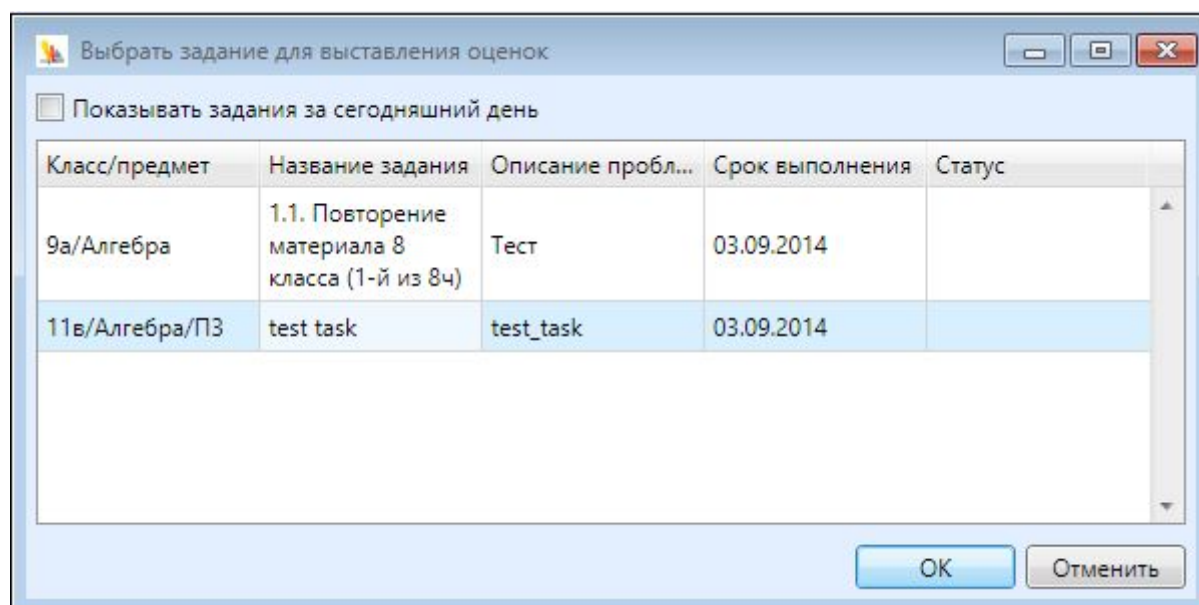 Выбрать задание для выставления оценок
Показывать задания за сегодняшний день
Класс/предмет Название задания Описание пробл... Срок выполнения Статус
1.1. Повторение
9а/Алгебра материала 8 Тест 03.09.2014
класса (1-й из 8ч)
11в/Алгебра/ПЗ test task test_task 03.09.2014
ОК Отменить